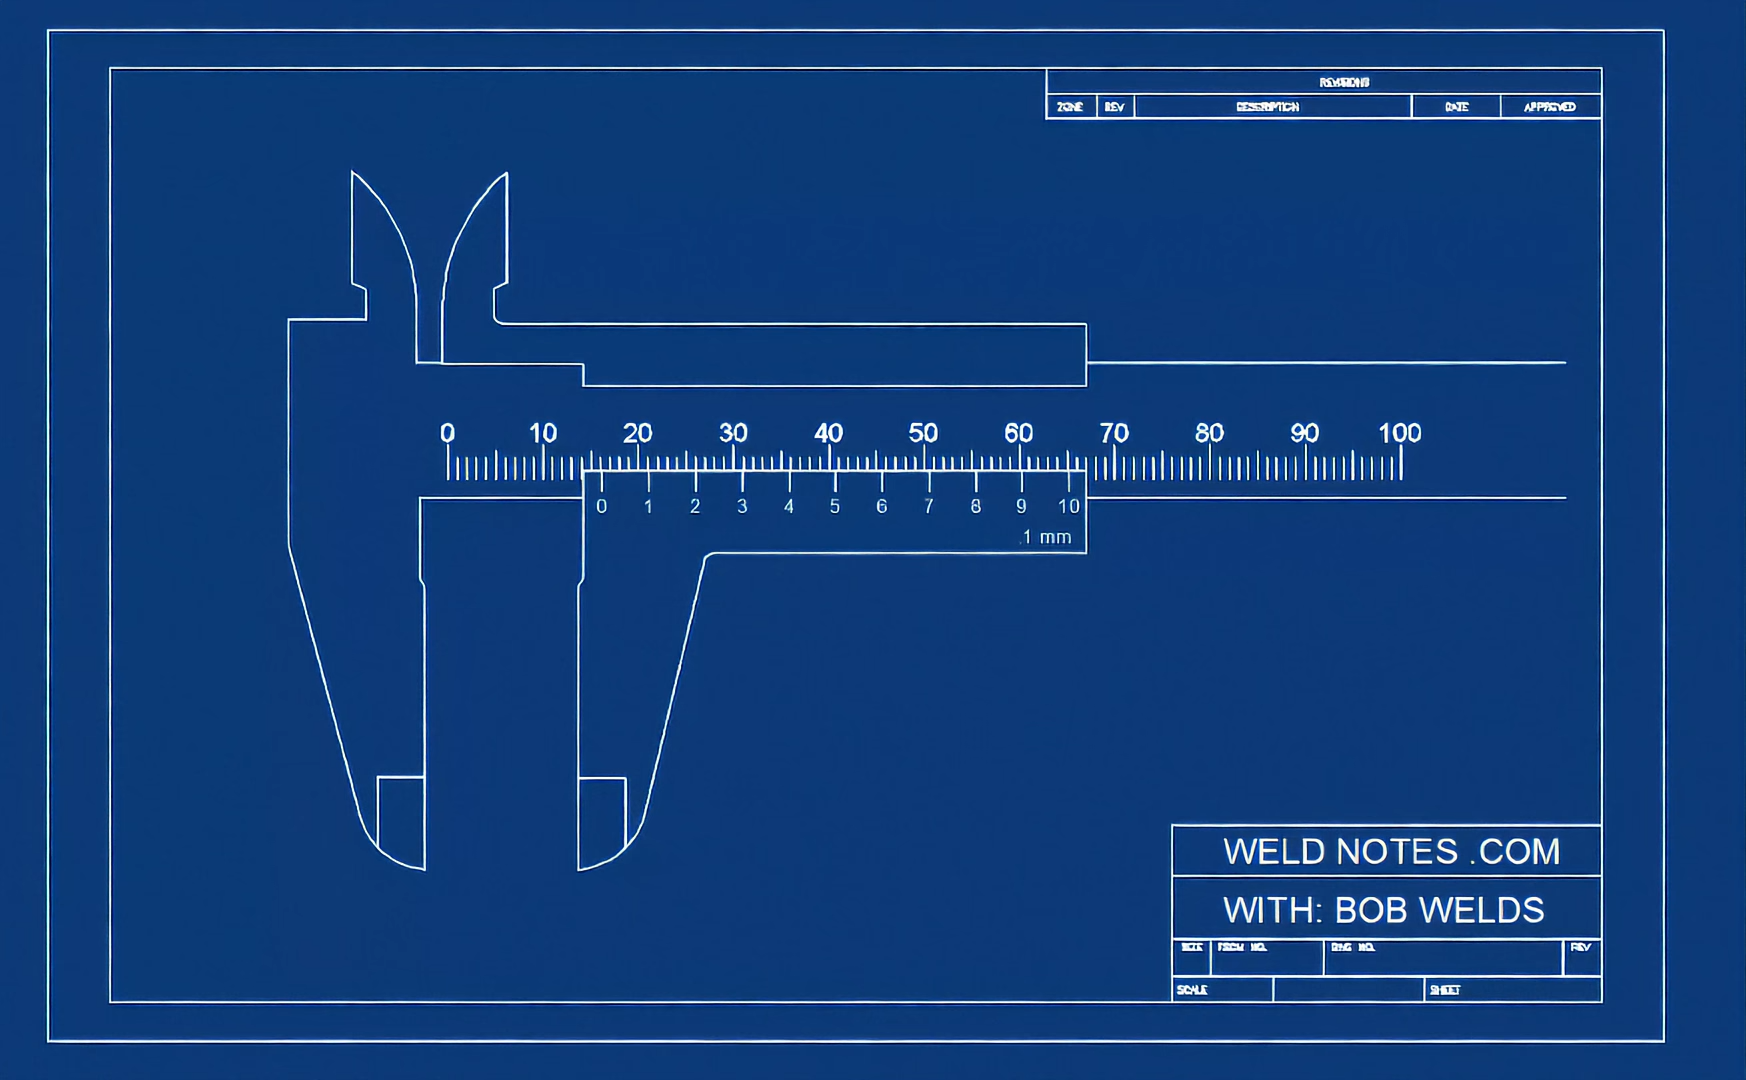 REVISIONS
ZONE REV DESCRIPTION DATE APPROVED
0 10 20 30 40 50 60 70 80 90 100
0 1 2 3 4 5 6 7 8 9 10
.1 mm
WELD NOTES .COM
WITH: BOB WELDS
SIZE FSCM NO. DWG NO. REV
SCALE SHEET